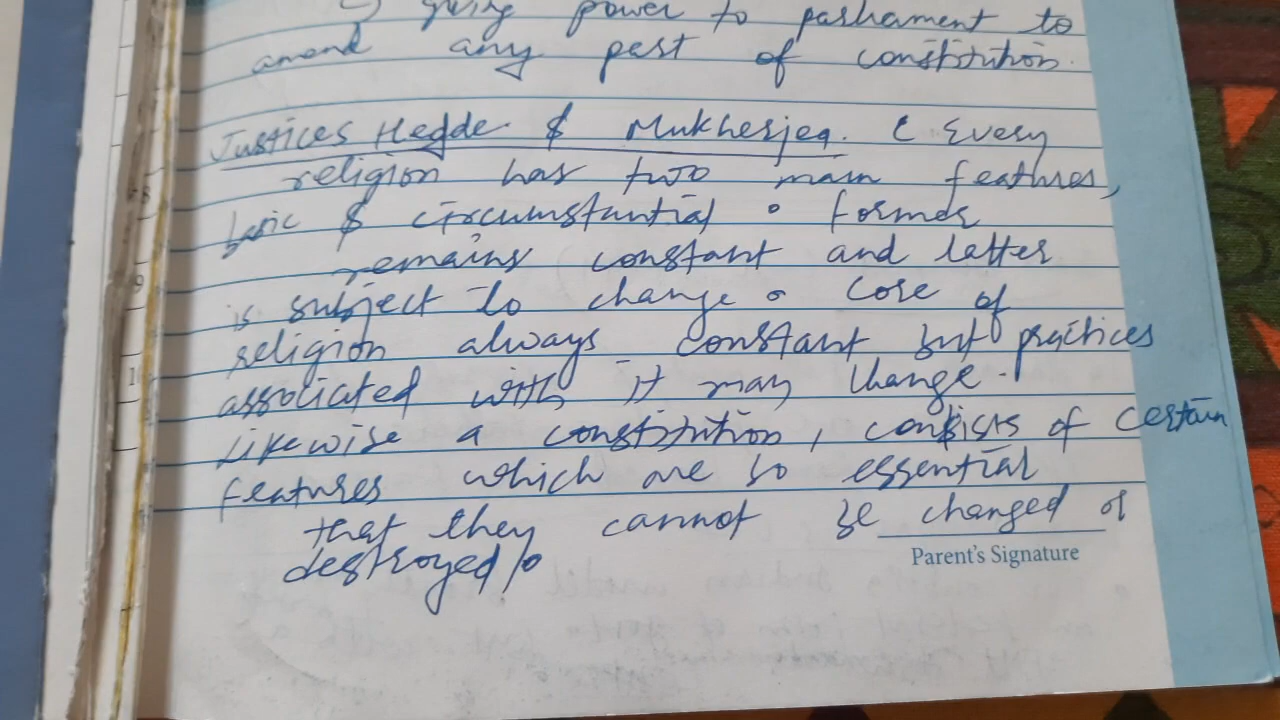 giving power to parliament to
amend any part of constitution.
Justices Hegde & Mukherjea. ( Every
religion has two main features,
basic & circumstantial. former
remains constant and latter
is subject to change. core of
religion always constant but practices
associated with it may change.
Likewise a constitution, consists of certain
features which are so essential
that they cannot be changed or
destroyed
Parent's Signature